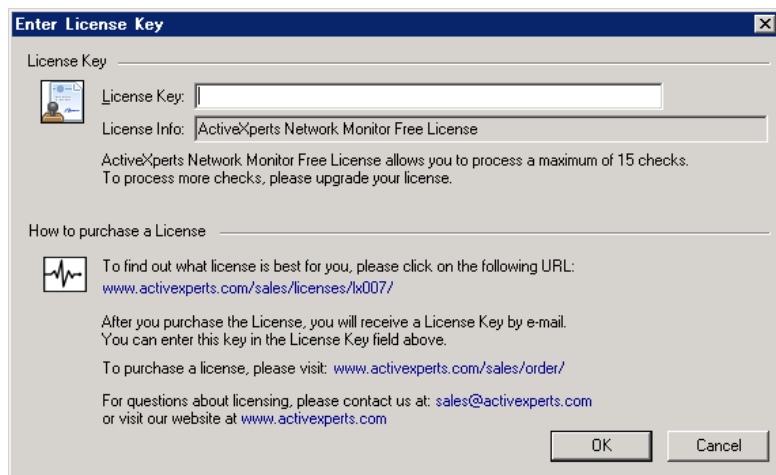 Enter License Key
License Key
License Key:
License Info: ActiveXperts Network Monitor Free License
ActiveXperts Network Monitor Free License allows you to process a maximum of 15 checks.
To process more checks, please upgrade your license.
How to purchase a License
To find out what license is best for you, please click on the following URL:
www.activexperts.com/sales/licenses/lx007/
After you purchase the License, you will receive a License Key by e-mail.
You can enter this key in the License Key field above.
To purchase a license, please visit: www.activexperts.com/sales/order/
For questions about licensing, please contact us at: sales@activexperts.com
or visit our website at www.activexperts.com
OK Cancel